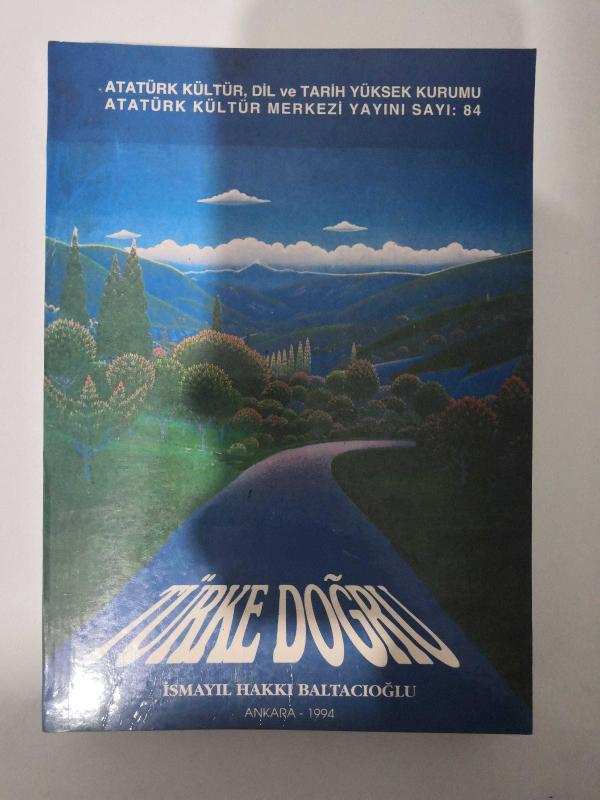 ATATÜRK KÜLTÜR, DİL ve TARİH YÜKSEK KURUMU
ATATÜRK KÜLTÜR MERKEZİ YAYINI SAYI: 84
TÜRKE DOĞRU
İSMAYIL HAKKI BALTACIOĞLU
ANKARA - 1994